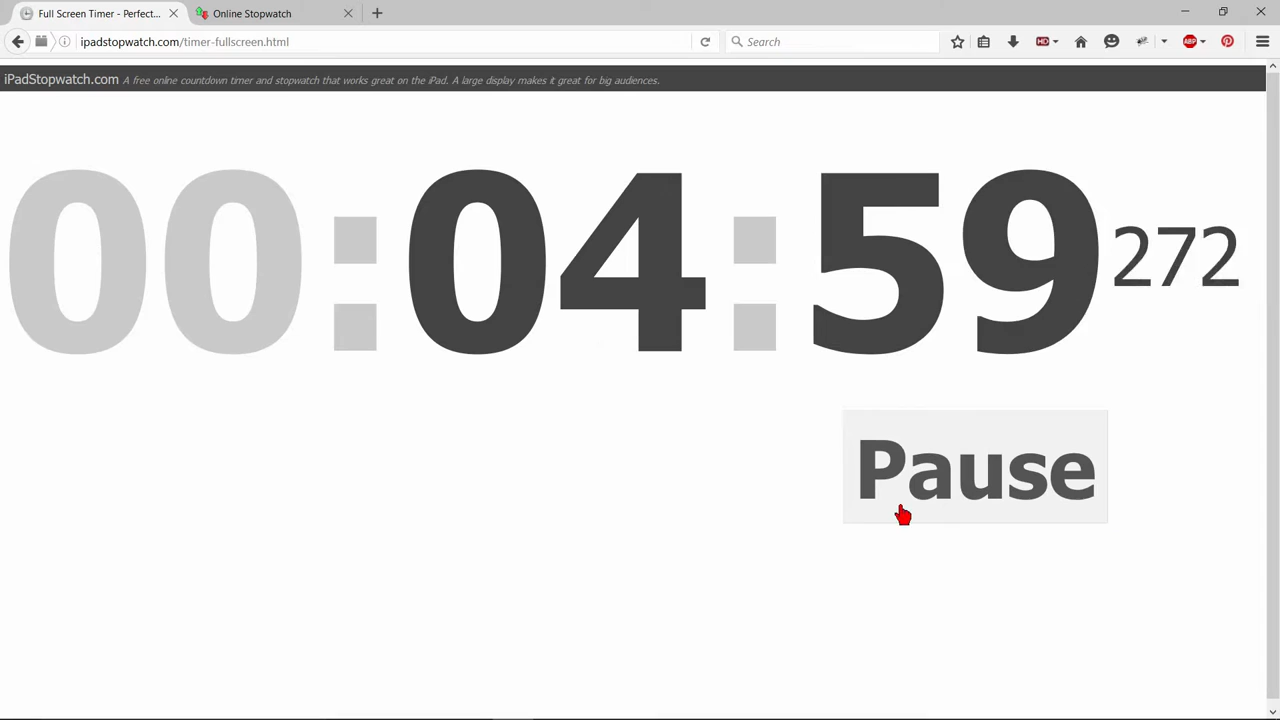 Full Screen Timer - Perfect...
Online Stopwatch
ipadstopwatch.com/timer-fullscreen.html
Search
HD
ABP
iPadStopwatch.com A free online countdown timer and stopwatch that works great on the iPad. A large display makes it great for big audiences.
00:04:59 272
Pause